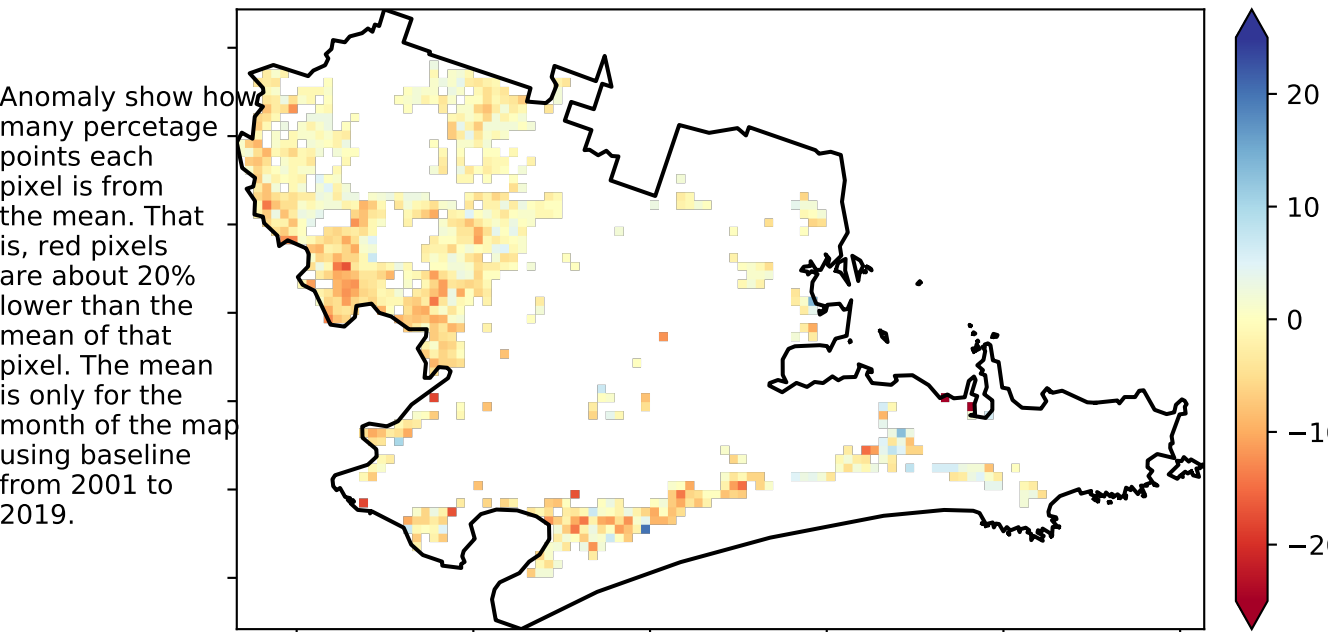 Anomaly show how
many percetage
points each
pixel is from
the mean. That
is, red pixels
are about 20%
lower than the
mean of that
pixel. The mean
is only for the
month of the map
using baseline
from 2001 to
2019.
20
10
0
−10
−20